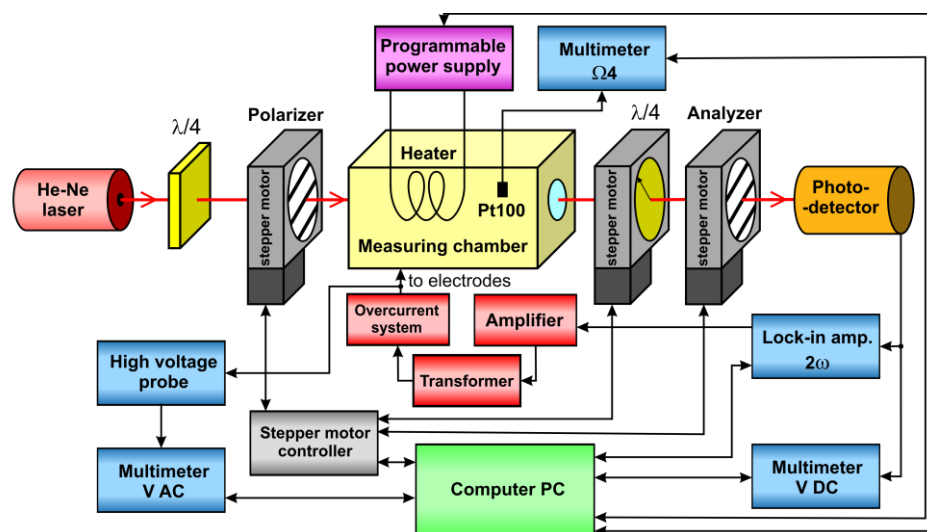 Programmable
power supply
Multimeter
Ω4
λ/4
Polarizer
λ/4
Analyzer
He-Ne
laser
stepper motor
Heater
Pt100
Measuring chamber
stepper motor
stepper motor
Photo-
-detector
to electrodes
Overcurrent
system
Amplifier
Lock-in amp.
2ω
High voltage
probe
Transformer
Stepper motor
controller
Multimeter
V AC
Computer PC
Multimeter
V DC